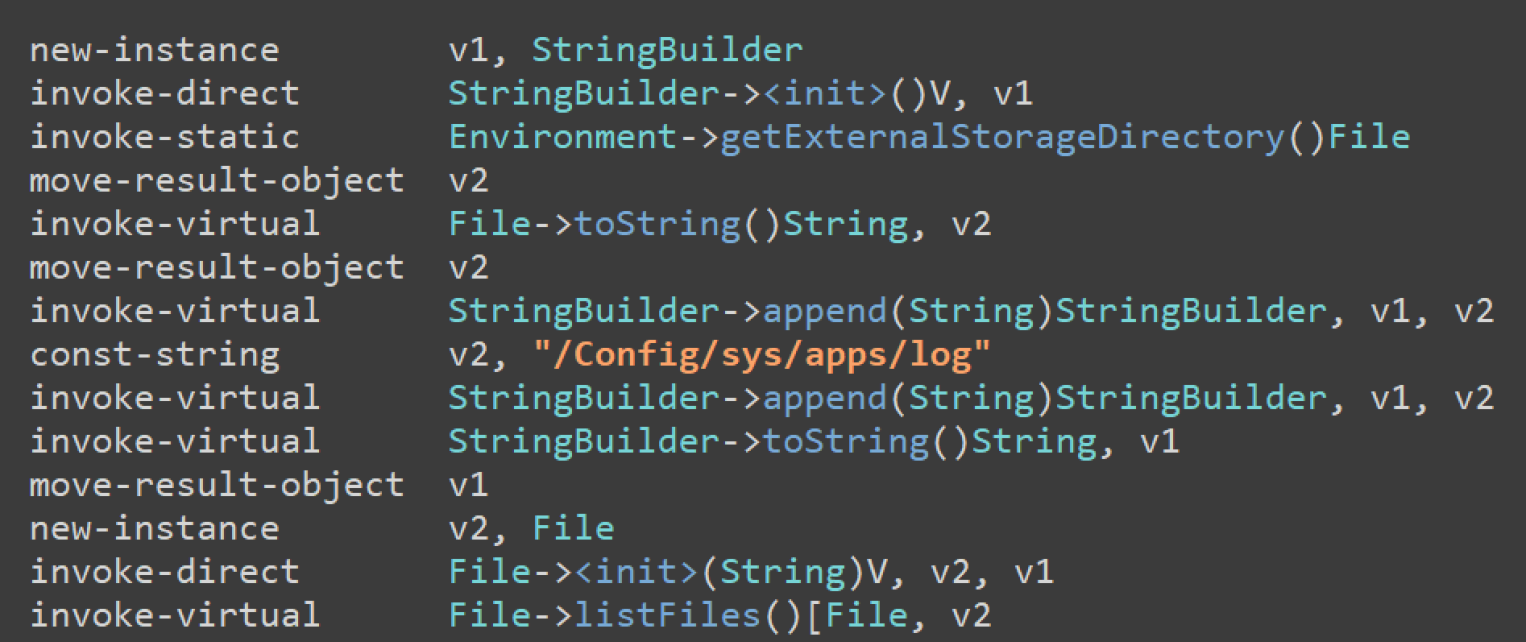 new-instance v1, StringBuilder
invoke-direct StringBuilder-><init>()V, v1
invoke-static Environment->getExternalStorageDirectory()File
move-result-object v2
invoke-virtual File->toString()String, v2
move-result-object v2
invoke-virtual StringBuilder->append(String)StringBuilder, v1, v2
const-string v2, "/Config/sys/apps/log"
invoke-virtual StringBuilder->append(String)StringBuilder, v1, v2
invoke-virtual StringBuilder->toString()String, v1
move-result-object v1
new-instance v2, File
invoke-direct File-><init>(String)V, v2, v1
invoke-virtual File->listFiles()[File, v2